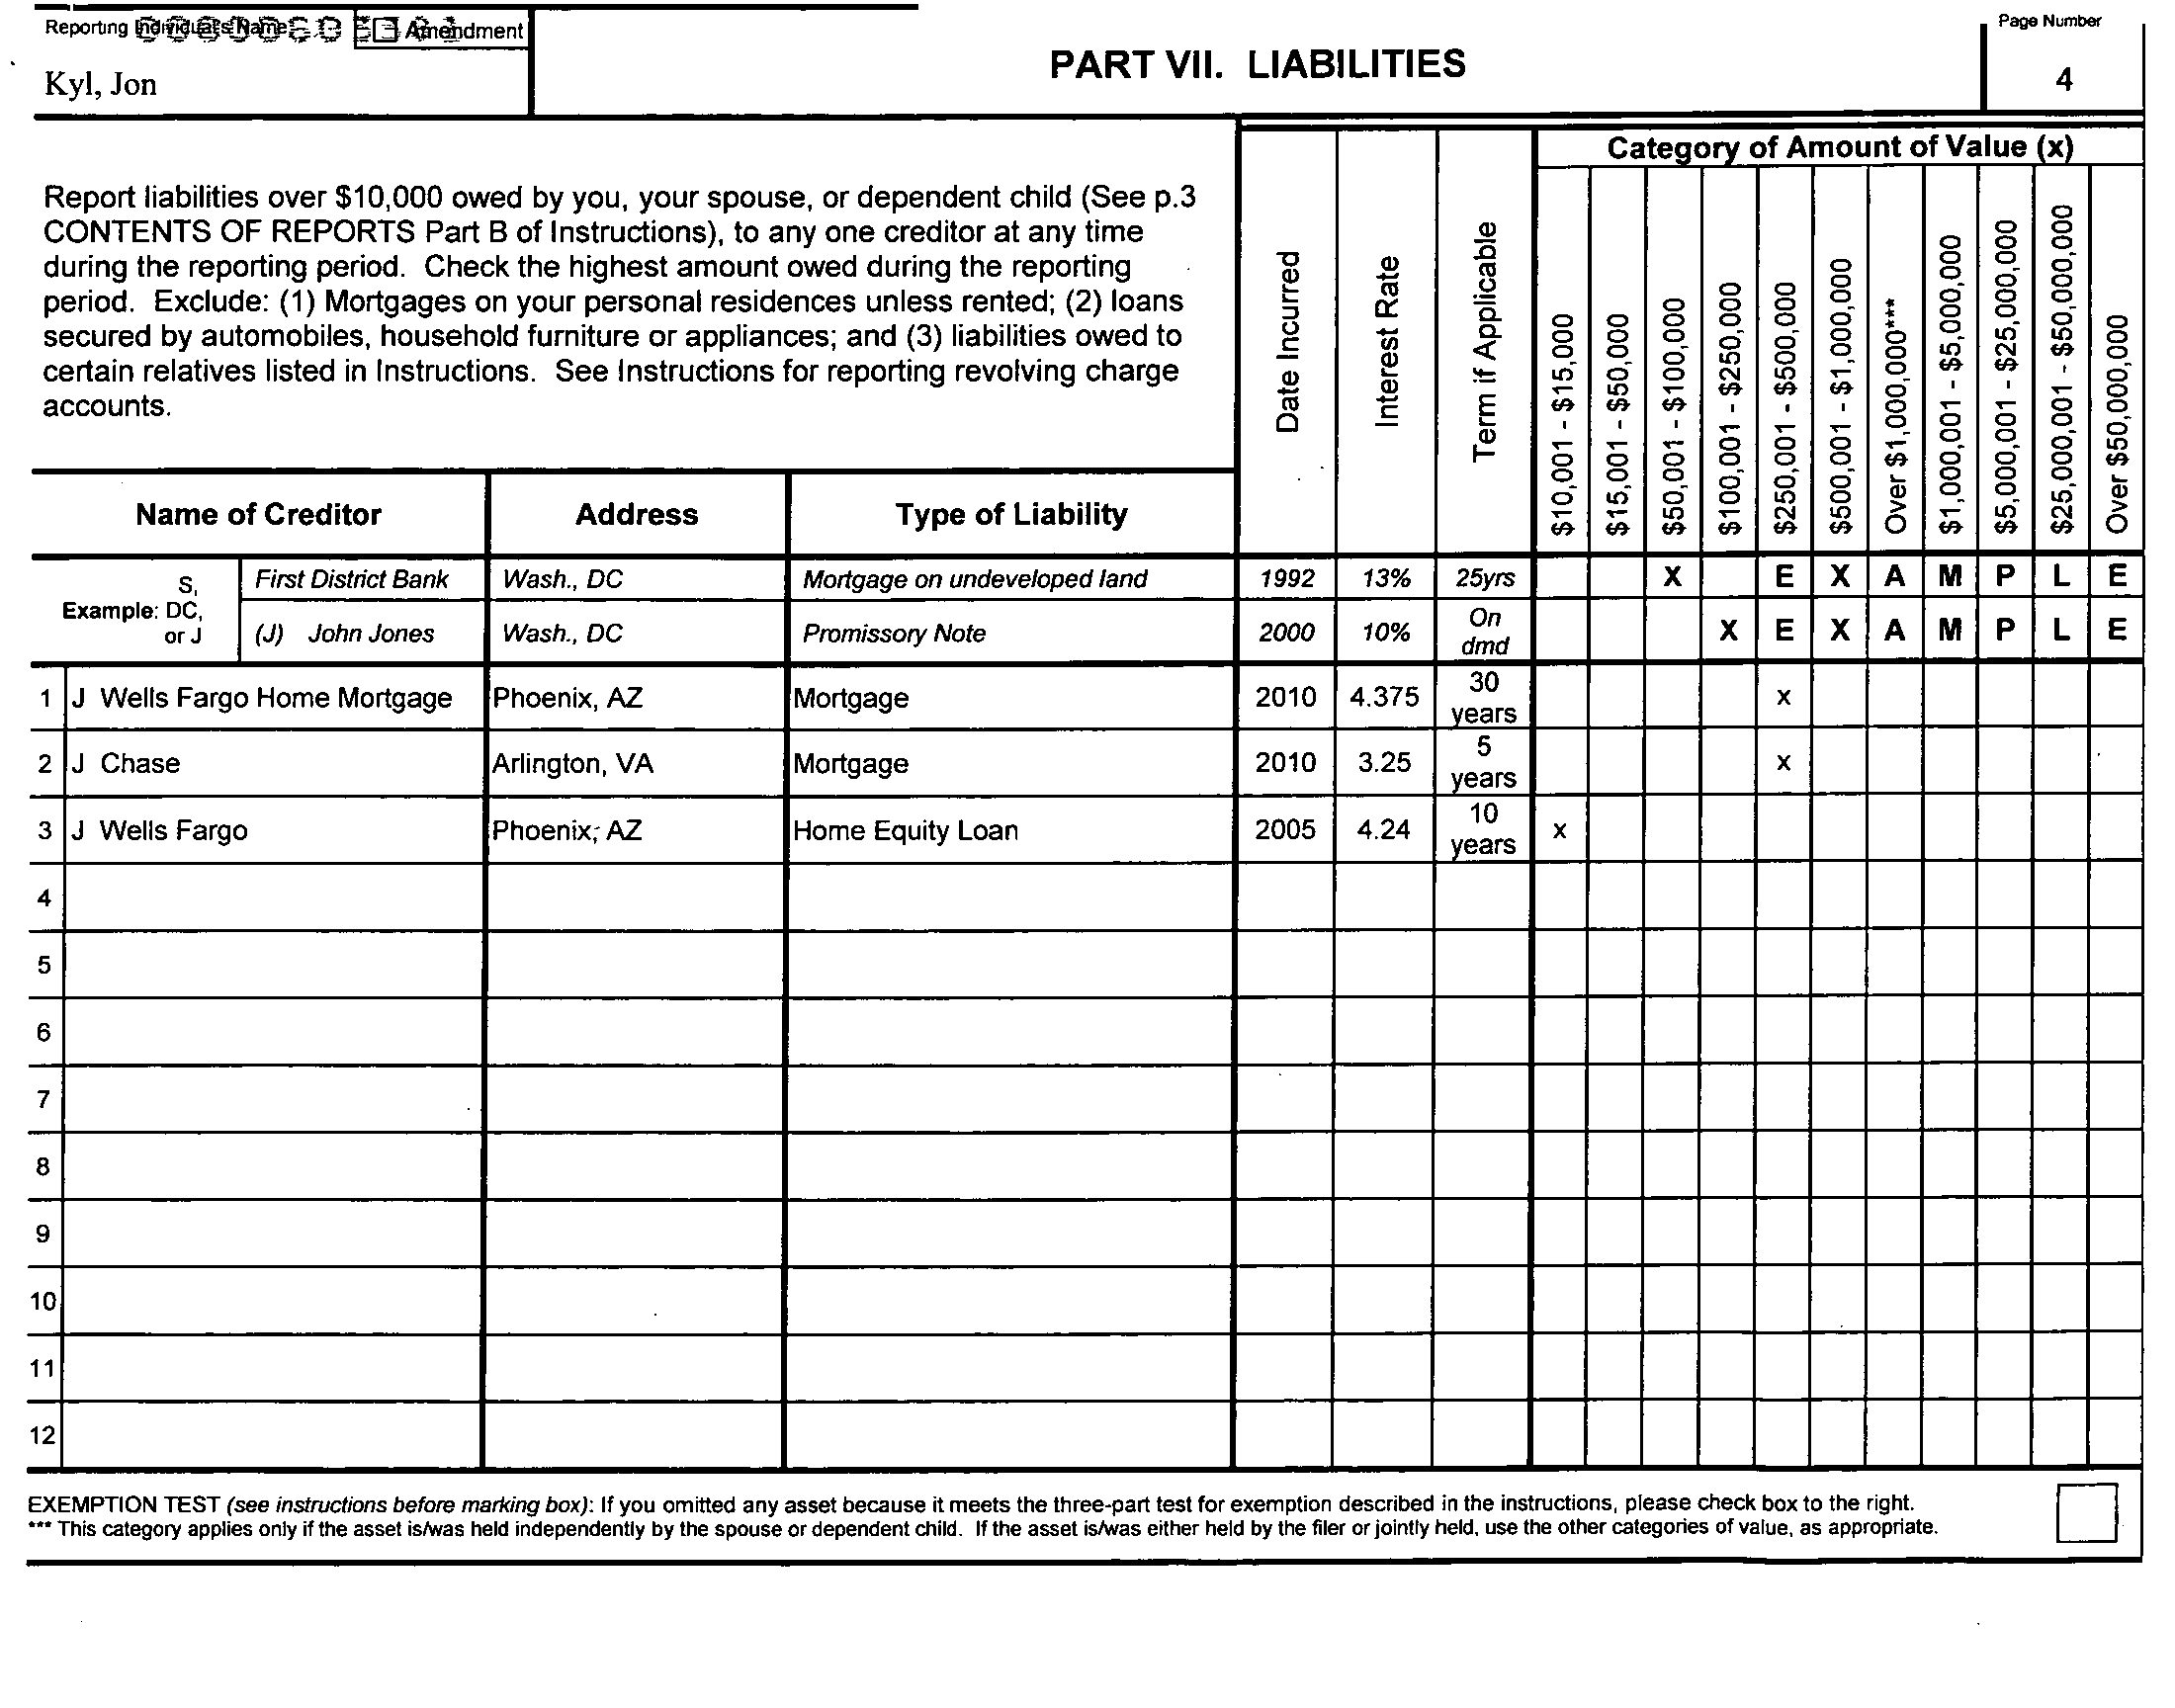 Reporting Individual's Name
Amendment
Kyl, Jon
PART VII. LIABILITIES
Page Number
4
Report liabilities over $10,000 owed by you, your spouse, or dependent child (See p.3
CONTENTS OF REPORTS Part B of Instructions), to any one creditor at any time
during the reporting period. Check the highest amount owed during the reporting
period. Exclude: (1) Mortgages on your personal residences unless rented; (2) loans
secured by automobiles, household furniture or appliances; and (3) liabilities owed to
certain relatives listed in Instructions. See Instructions for reporting revolving charge
accounts.
Date Incurred
Interest Rate
Term if Applicable
Category of Amount of Value (x)
$10,001 - $15,000
$15,001 - $50,000
$50,001 - $100,000
$100,001 - $250,000
$250,001 - $500,000
$500,001 - $1,000,000
Over $1,000,000***
$1,000,001 - $5,000,000
$5,000,001 - $25,000,000
$25,000,001 - $50,000,000
Over $50,000,000
Name of Creditor Address Type of Liability
Example: S, DC, or J
First District Bank Wash., DC Mortgage on undeveloped land 1992 13% 25yrs X E X A M P L E
(J) John Jones Wash., DC Promissory Note 2000 10% On dmd X E X A M P L E
1 J Wells Fargo Home Mortgage Phoenix, AZ Mortgage 2010 4.375 30 years x
2 J Chase Arlington, VA Mortgage 2010 3.25 5 years x
3 J Wells Fargo Phoenix, AZ Home Equity Loan 2005 4.24 10 years x
4
5
6
7
8
9
10
11
12
EXEMPTION TEST (see instructions before marking box): If you omitted any asset because it meets the three-part test for exemption described in the instructions, please check box to the right.
*** This category applies only if the asset is/was held independently by the spouse or dependent child. If the asset is/was either held by the filer or jointly held, use the other categories of value, as appropriate.